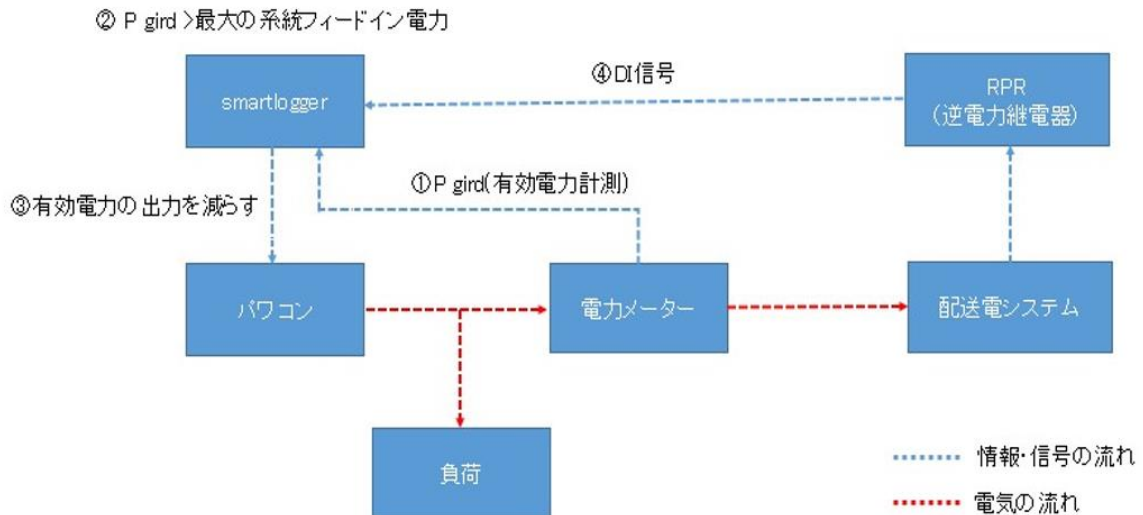 ② P gird >最大の系統フィードイン電力
smartlogger
④DI信号
RPR
(逆電力継電器)
①P gird(有効電力計測)
③有効電力の出力を減らす
パワコン
電力メーター
配送電システム
負荷
情報・信号の流れ
電気の流れ